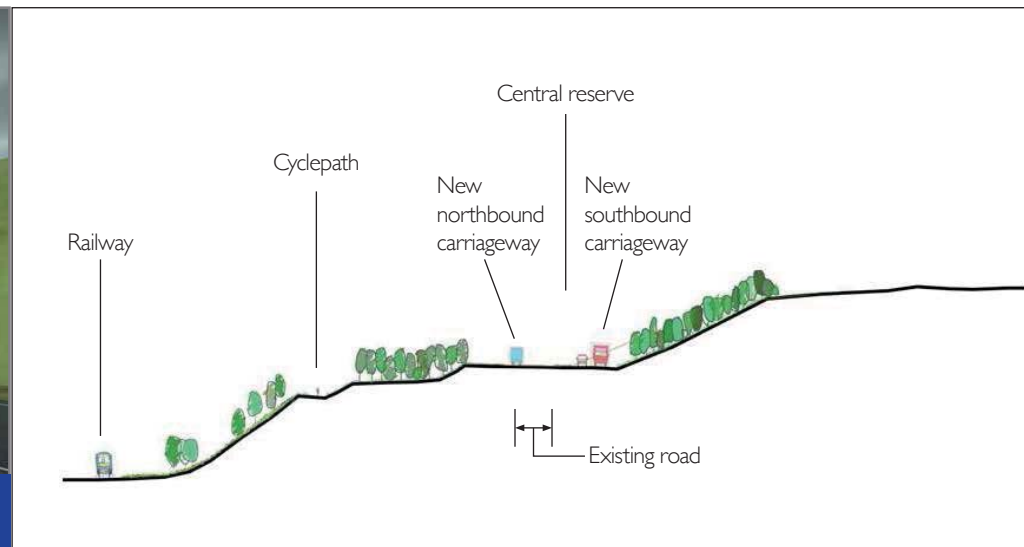 Central reserve
Cyclepath
New
northbound
carriageway
New
southbound
carriageway
Railway
Existing road